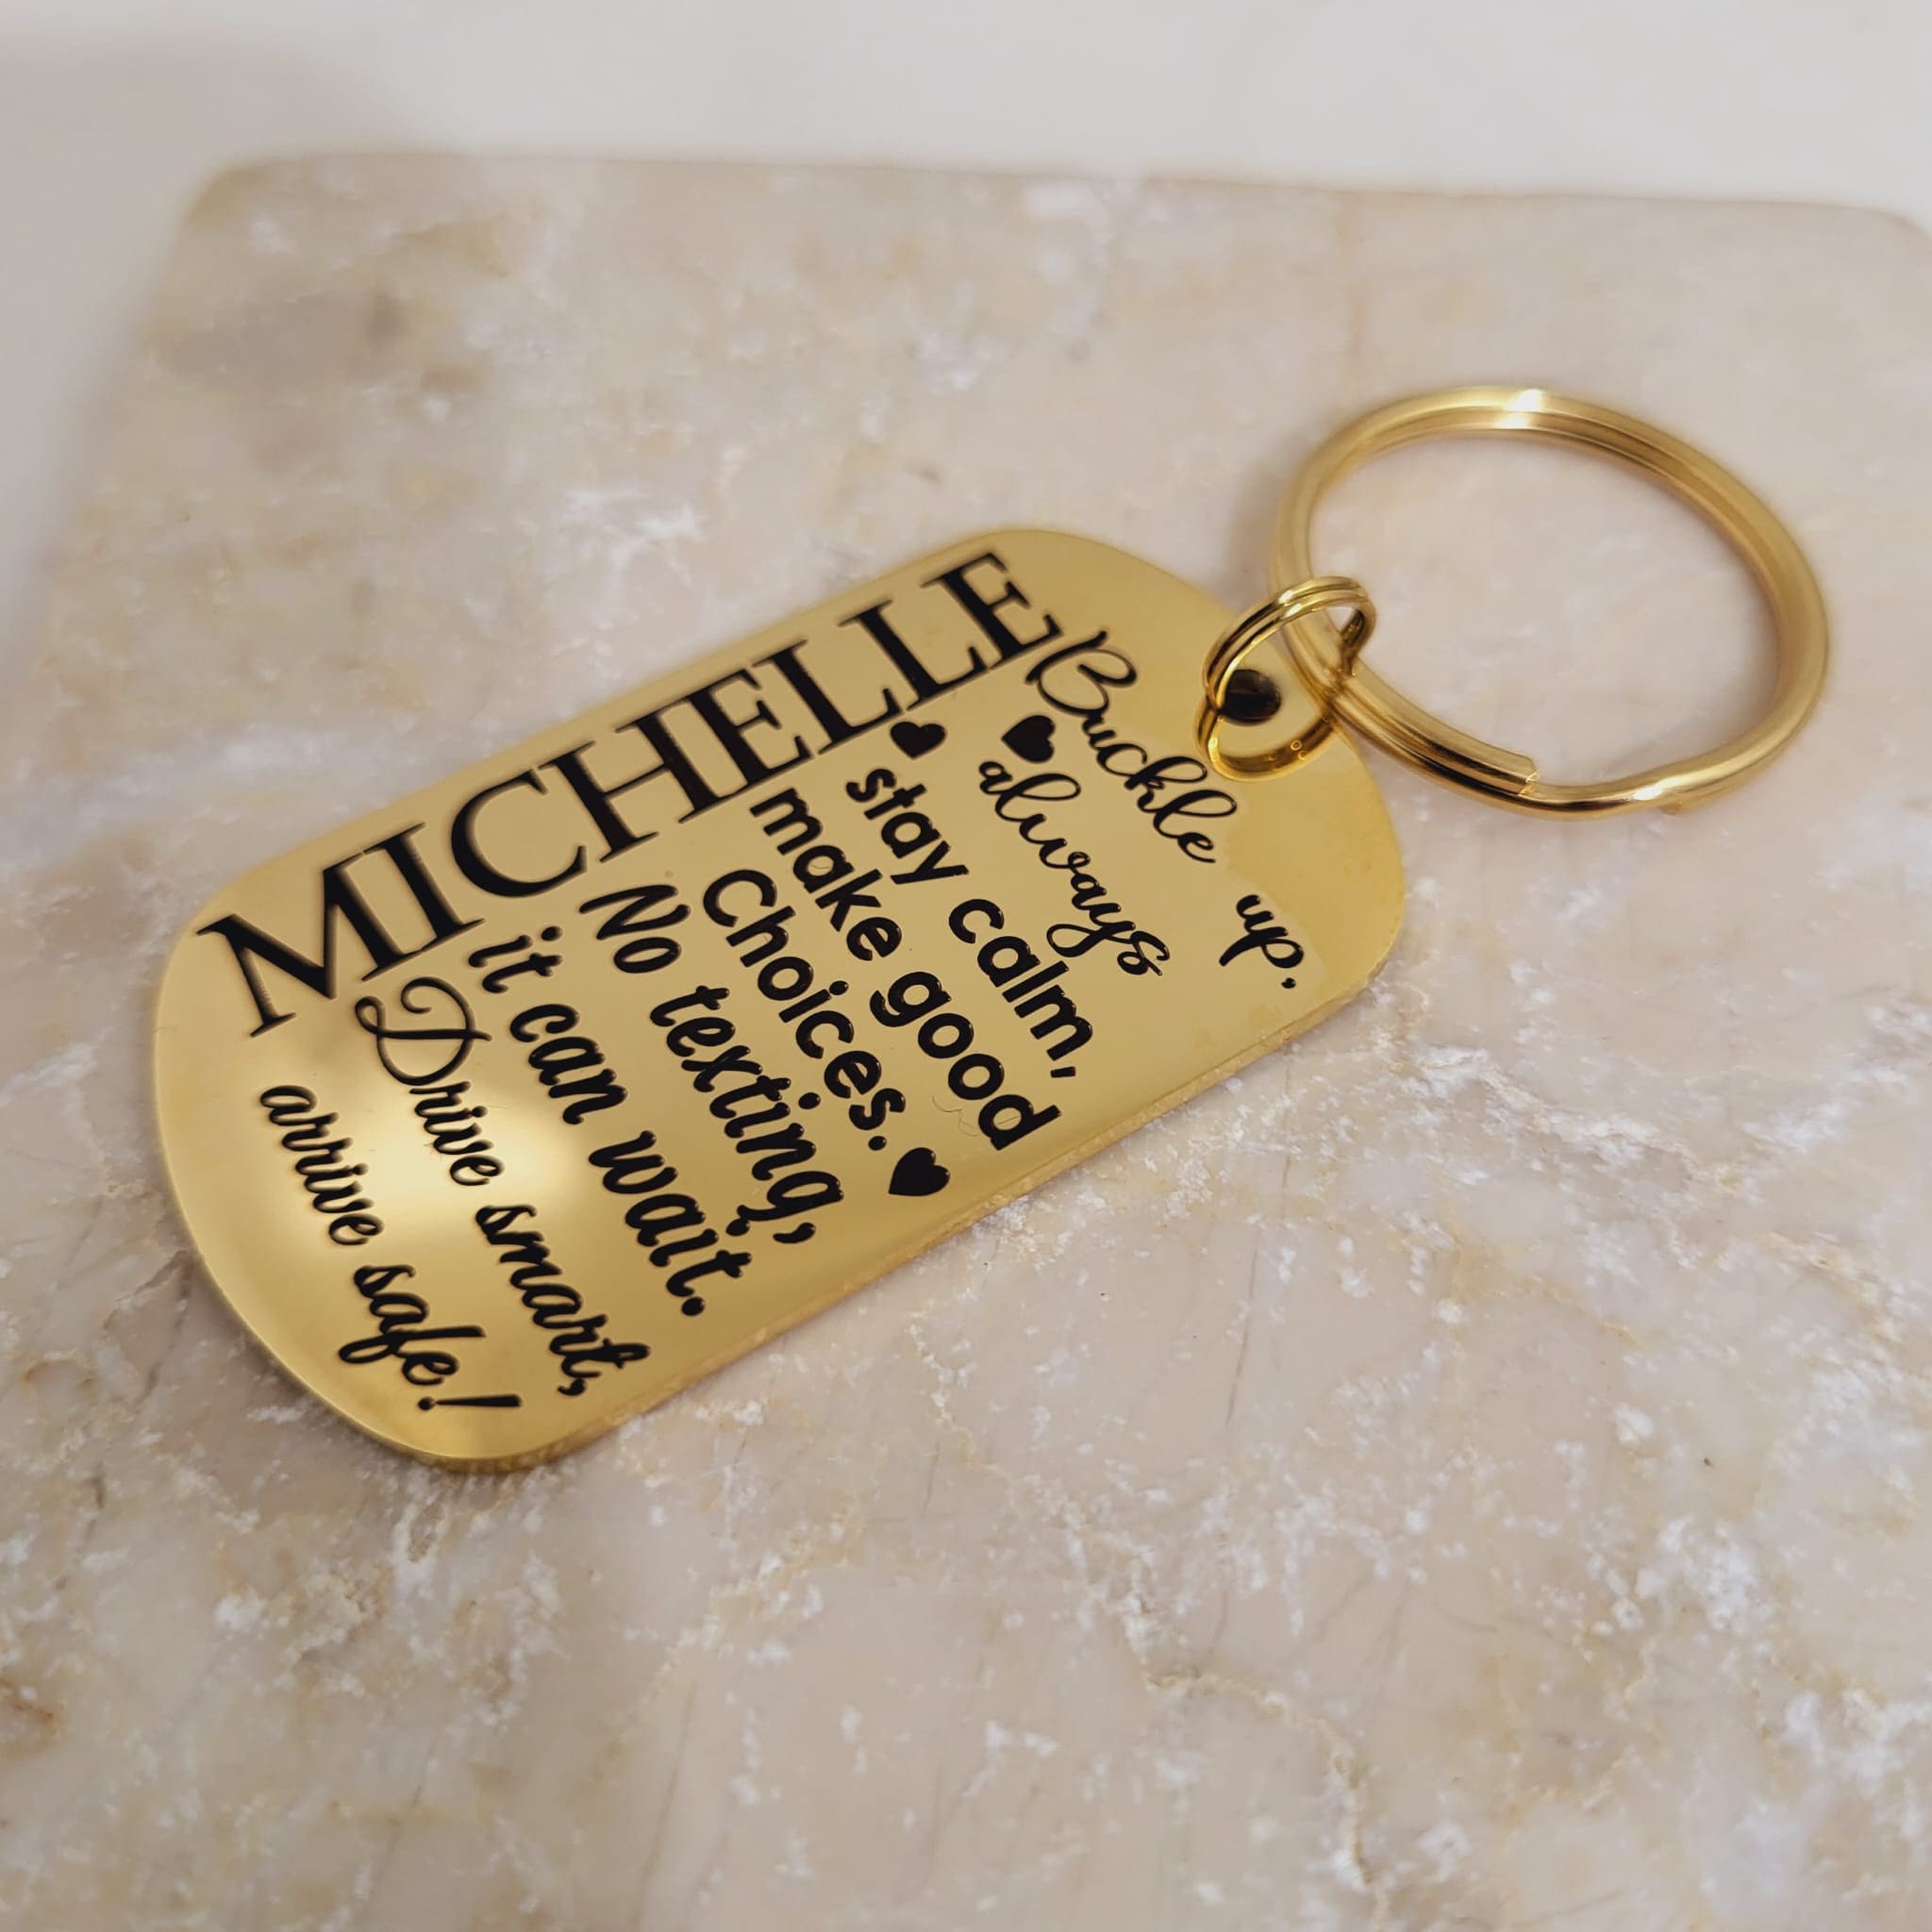 MICHELLE
Buckle up,
always
stay calm,
make good
Choices.
No texting,
it can wait.
Drive smart,
arrive safe!